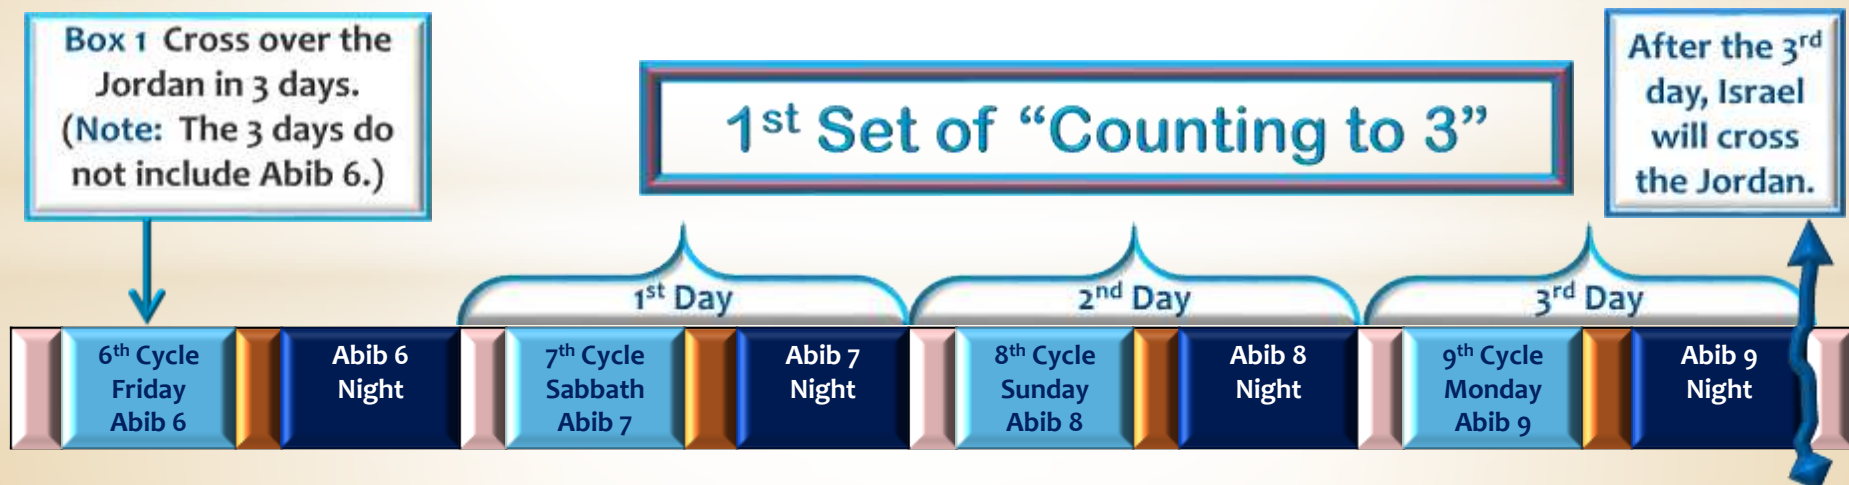 Box 1  Cross over the
Jordan in 3 days.
(Note:  The 3 days do
not include Abib 6.)
1st Set of “Counting to 3”
After the 3rd
day, Israel
will cross
the Jordan.
1st Day
2nd Day
3rd Day
6th Cycle
Friday
Abib 6
Abib 6
Night
7th Cycle
Sabbath
Abib 7
Abib 7
Night
8th Cycle
Sunday
Abib 8
Abib 8
Night
9th Cycle
Monday
Abib 9
Abib 9
Night